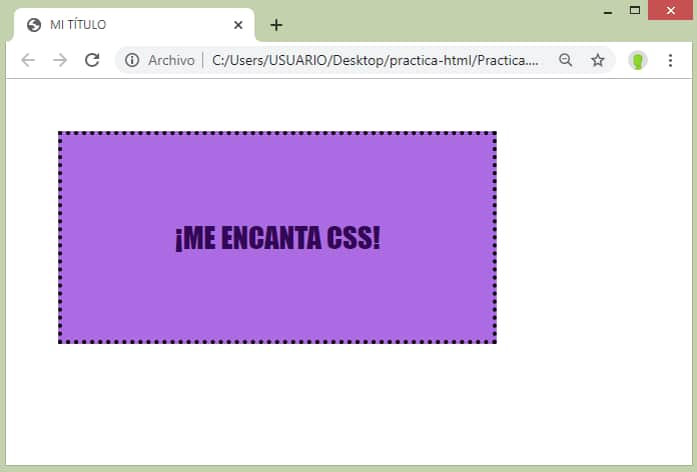 MI TÍTULO
Archivo | C:/Users/USUARIO/Desktop/practica-html/Practica....
¡ME ENCANTA CSS!